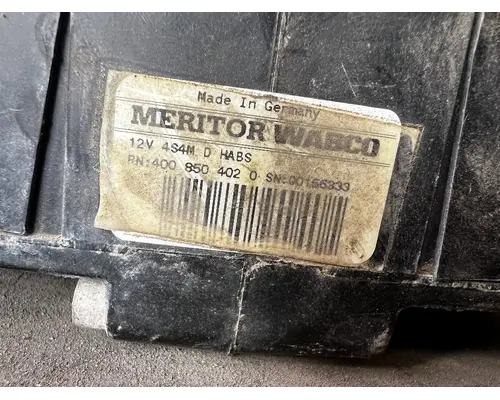 Made In Germany
MERITOR WABCO
12V 4S4M D HABS
PN:400 850 402 0 SN:00156333